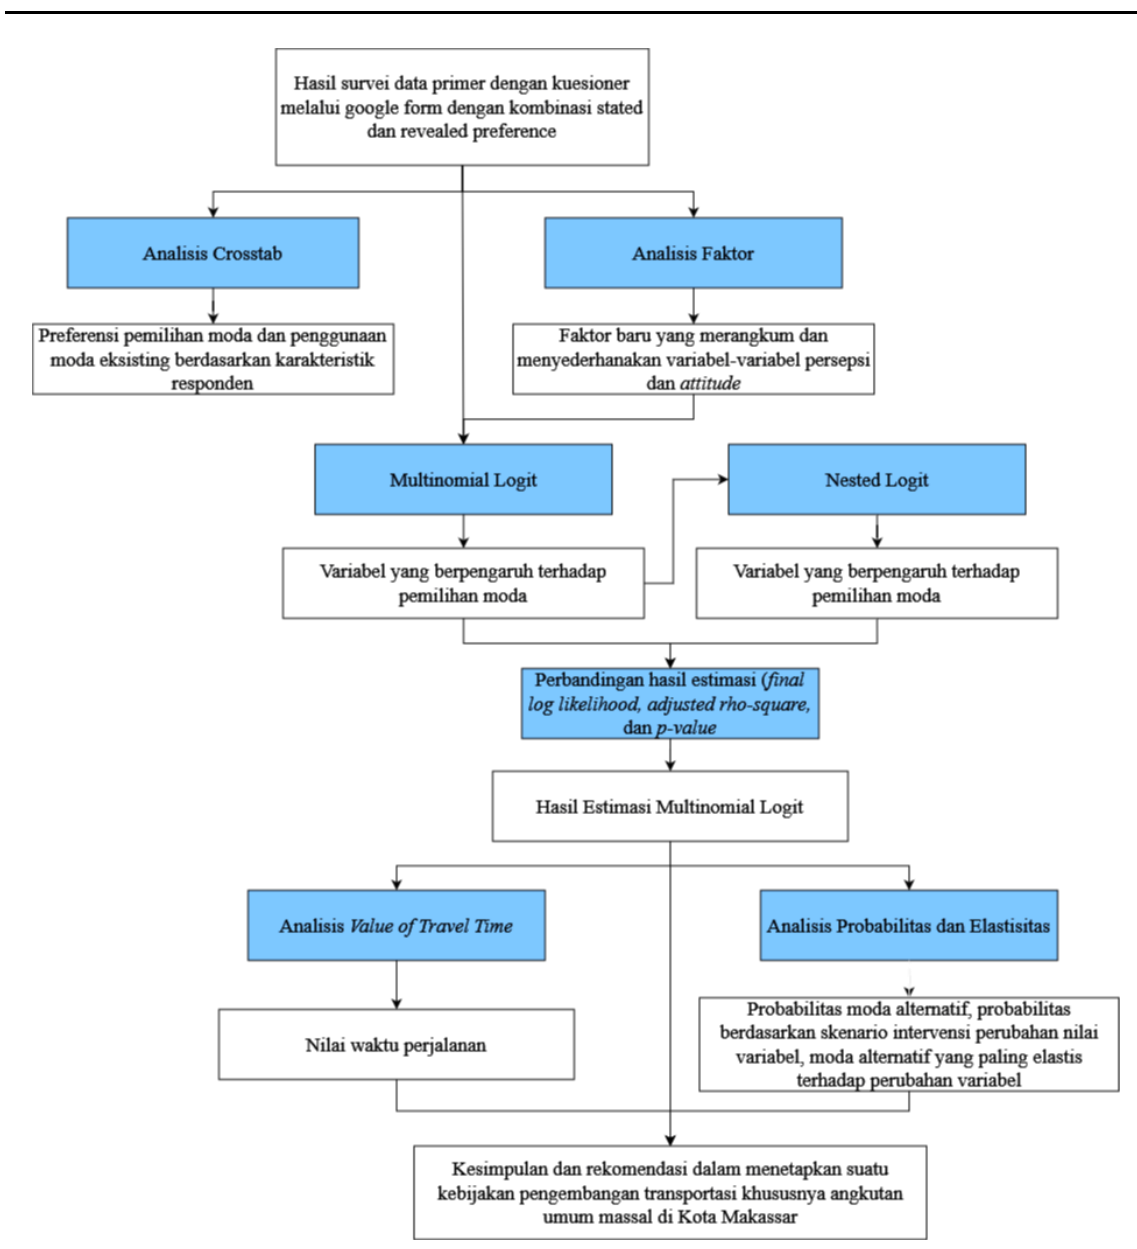 Hasil survei data primer dengan kuesioner
melalui google form dengan kombinasi stated
dan revealed preference
Analisis Crosstab
Analisis Faktor
Preferensi pemilihan moda dan penggunaan
moda eksisting berdasarkan karakteristik
responden
Faktor baru yang merangkum dan
menyederhanakan variabel-variabel persepsi
dan attitude
Multinomial Logit
Nested Logit
Variabel yang berpengaruh terhadap
pemilihan moda
Variabel yang berpengaruh terhadap
pemilihan moda
Perbandingan hasil estimasi (final
log likelihood, adjusted rho-square,
dan p-value
Hasil Estimasi Multinomial Logit
Analisis Value of Travel Time
Analisis Probabilitas dan Elastisitas
Nilai waktu perjalanan
Probabilitas moda alternatif, probabilitas
berdasarkan skenario intervensi perubahan nilai
variabel, moda alternatif yang paling elastis
terhadap perubahan variabel
Kesimpulan dan rekomendasi dalam menetapkan suatu
kebijakan pengembangan transportasi khususnya angkutan
umum massal di Kota Makassar